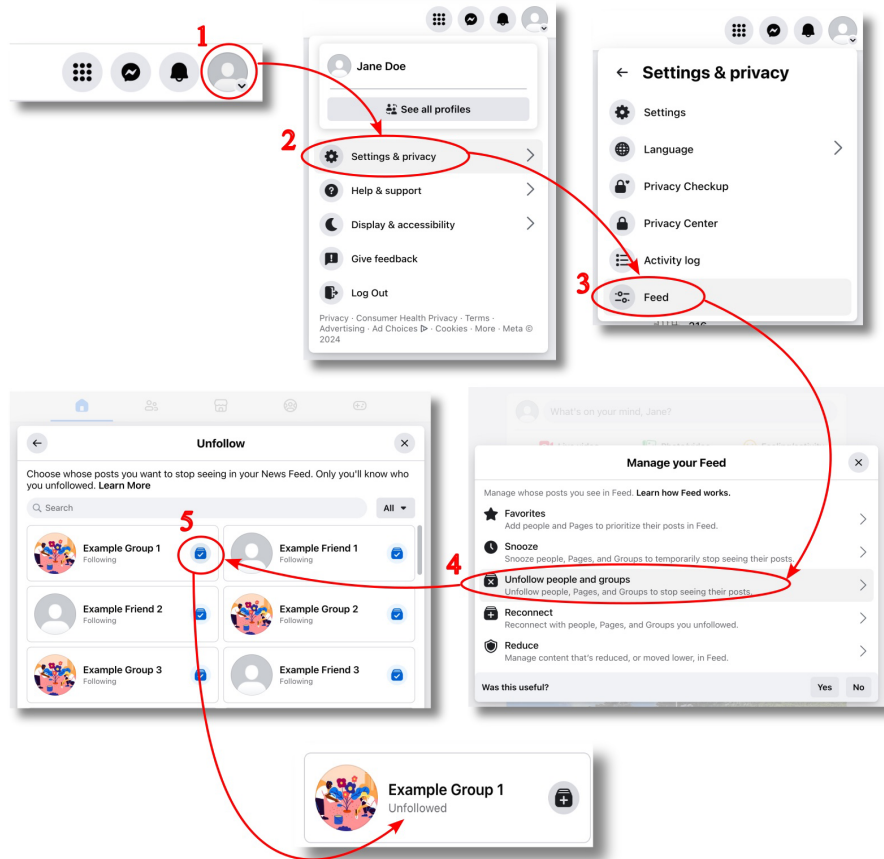 1
Jane Doe
See all profiles
2
Settings & privacy
Help & support
Display & accessibility
Give feedback
Log Out
Privacy · Consumer Health Privacy · Terms ·
Advertising · Ad Choices · Cookies · More · Meta ©
2024
Settings & privacy
Settings
Language
Privacy Checkup
Privacy Center
Activity log
3
Feed
Unfollow
Choose whose posts you want to stop seeing in your News Feed. Only you'll know who
you unfollowed. Learn More
Search
All
5
Example Group 1
Following
Example Friend 1
Following
Example Friend 2
Following
Example Group 2
Following
Example Group 3
Following
Example Friend 3
Following
What's on your mind, Jane?
Manage your Feed
Manage whose posts you see in Feed. Learn how Feed works.
Favorites
Add people and Pages to prioritize their posts in Feed.
Snooze
Snooze people, Pages, and Groups to temporarily stop seeing their posts.
4
Unfollow people and groups
Unfollow people, Pages, and Groups to stop seeing their posts.
Reconnect
Reconnect with people, Pages, and Groups you unfollowed.
Reduce
Manage content that's reduced, or moved lower, in Feed.
Was this useful?
Yes
No
Example Group 1
Unfollowed